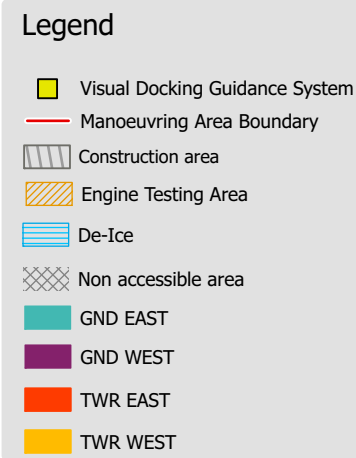 Legend
Visual Docking Guidance System
Manoeuvring Area Boundary
Construction area
Engine Testing Area
De-Ice
Non accessible area
GND EAST
GND WEST
TWR EAST
TWR WEST